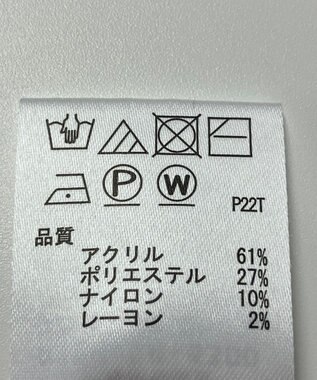 P
W
P22T
品質
アクリル 61%
ポリエステル 27%
ナイロン 10%
レーヨン 2%